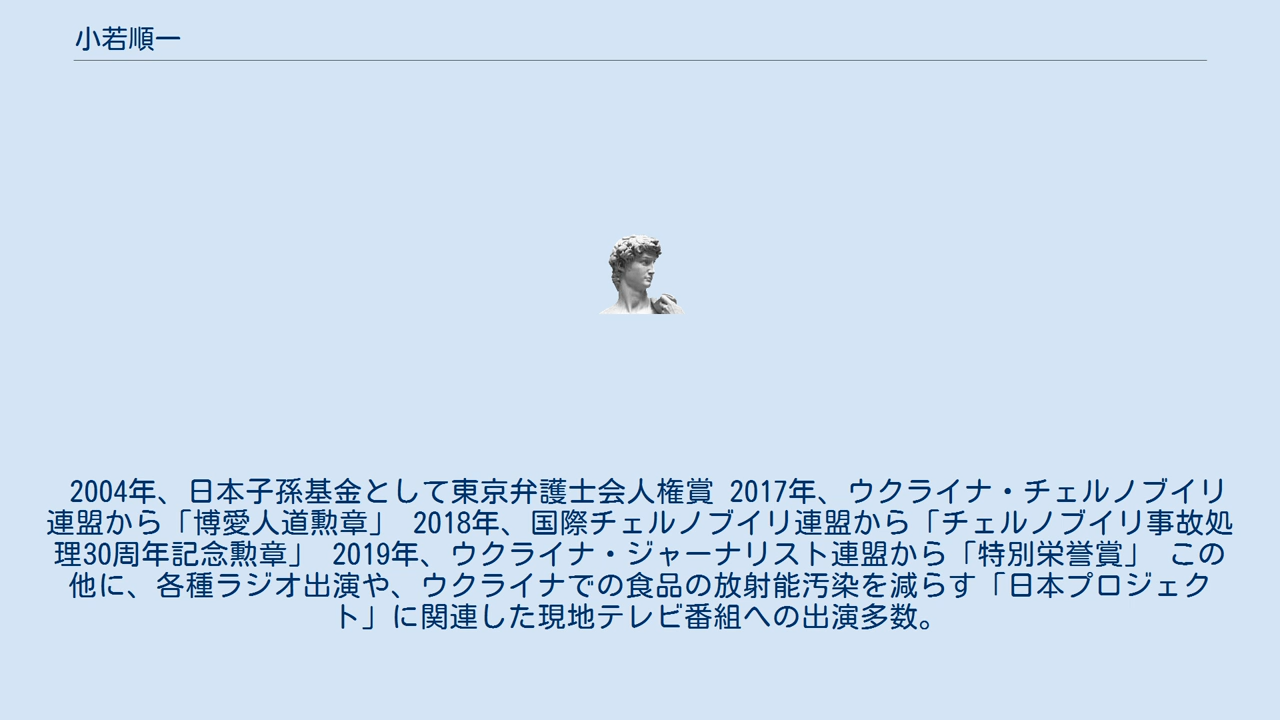 小若順一
2004年、日本子孫基金として東京弁護士会人権賞 2017年、ウクライナ・チェルノブイリ
連盟から「博愛人道勲章」 2018年、国際チェルノブイリ連盟から「チェルノブイリ事故処
理30周年記念勲章」 2019年、ウクライナ・ジャーナリスト連盟から「特別栄誉賞」 この
他に、各種ラジオ出演や、ウクライナでの食品の放射能汚染を減らす「日本プロジェク
ト」に関連した現地テレビ番組への出演多数。